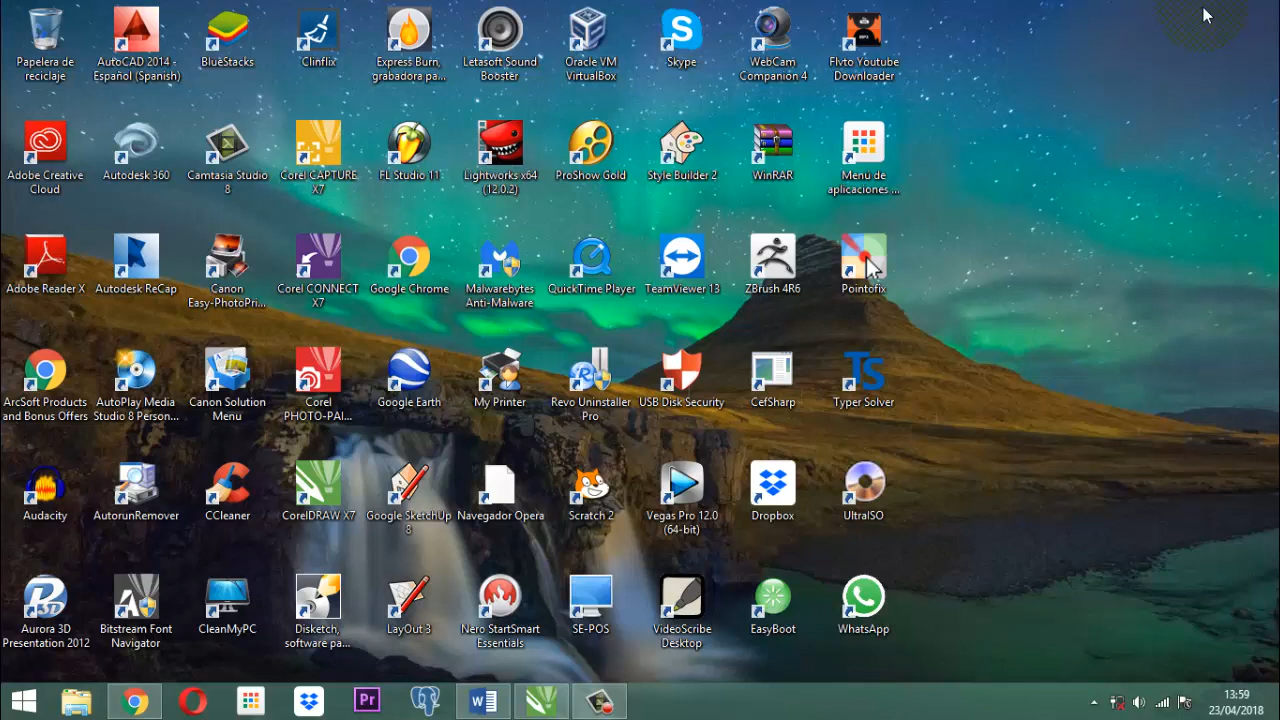 Papelera de
reciclaje
AutoCAD 2014 -
Español (Spanish)
BlueStacks
Clinflix
Express Burn,
grabadora pa...
Letasoft Sound
Booster
Oracle VM
VirtualBox
Skype
WebCam
Companion 4
Flvto Youtube
Downloader
Adobe Creative
Cloud
Autodesk 360
Camtasia Studio
8
Corel CAPTURE
X7
FL Studio 11
Lightworks x64
(12.0.2)
ProShow Gold
Style Builder 2
WinRAR
Menú de
aplicaciones ...
Adobe Reader X
Autodesk ReCap
Canon
Easy-PhotoPri...
Corel CONNECT
X7
Google Chrome
Malwarebytes
Anti-Malware
QuickTime Player
TeamViewer 13
ZBrush 4R6
Pointofix
ArcSoft Products
and Bonus Offers
AutoPlay Media
Studio 8 Person...
Canon Solution
Menu
Corel
PHOTO-PAI...
Google Earth
My Printer
Revo Uninstaller
Pro
USB Disk Security
CefSharp
Typer Solver
Audacity
AutorunRemover
CCleaner
CorelDRAW X7
Google SketchUp
8
Navegador Opera
Scratch 2
Vegas Pro 12.0
(64-bit)
Dropbox
UltraISO
Aurora 3D
Presentation 2012
Bitstream Font
Navigator
CleanMyPC
Disketch,
software pa...
LayOut 3
Nero StartSmart
Essentials
SE-POS
VideoScribe
Desktop
EasyBoot
WhatsApp
Pr
13:59
23/04/2018